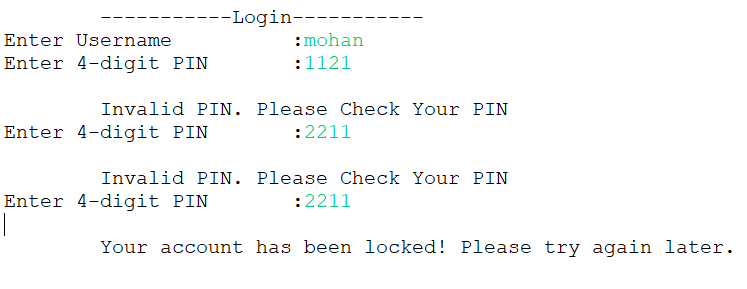 -----------Login-----------
Enter Username          :mohan
Enter 4-digit PIN       :1121
Invalid PIN. Please Check Your PIN
Enter 4-digit PIN       :2211
Invalid PIN. Please Check Your PIN
Enter 4-digit PIN       :2211
Your account has been locked! Please try again later.